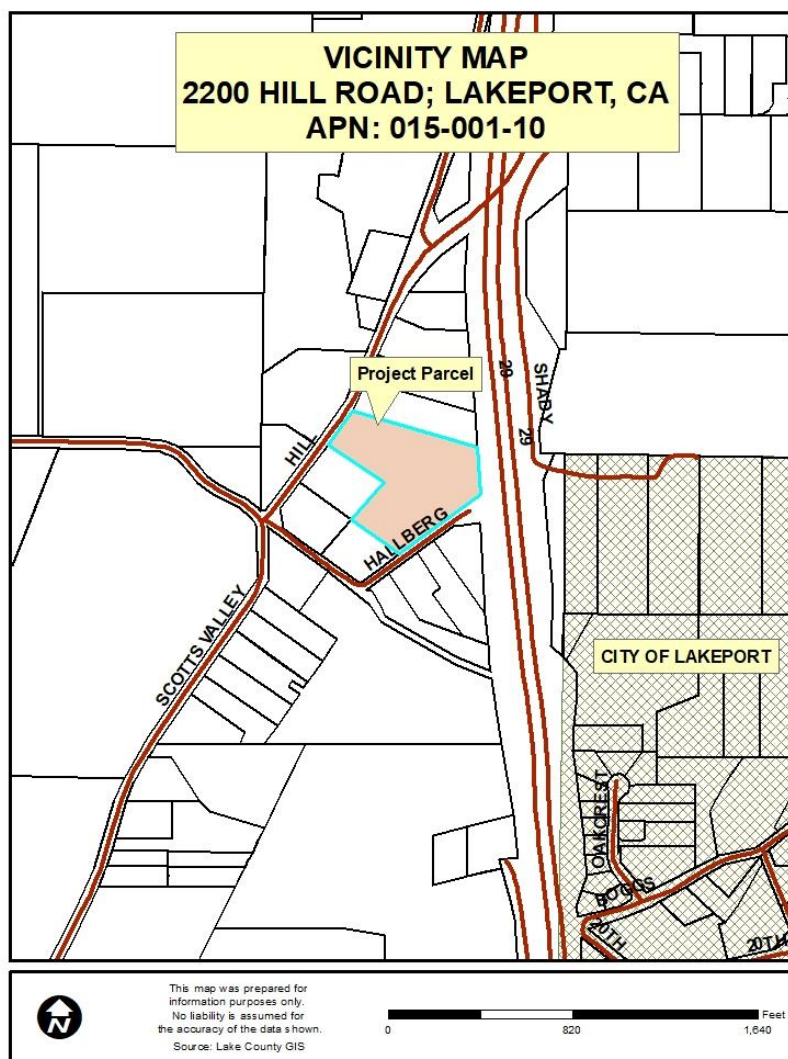 VICINITY MAP
2200 HILL ROAD; LAKEPORT, CA
APN: 015-001-10
29
SHADY
Project Parcel
29
HILL
HALLBERG
SCOTTS VALLEY
CITY OF LAKEPORT
OAKCREST
BOGGS
20TH
20TH
N
This map was prepared for
information purposes only.
No liability is assumed for
the accuracy of the data shown.
Source: Lake County GIS
Feet
0
820
1,640